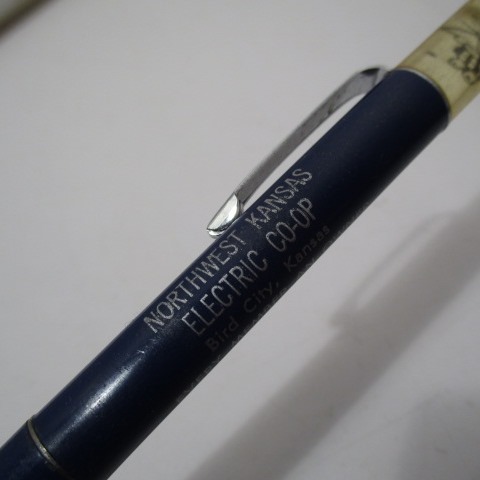 NORTHWEST KANSAS
ELECTRIC CO-OP
Bird City, Kansas